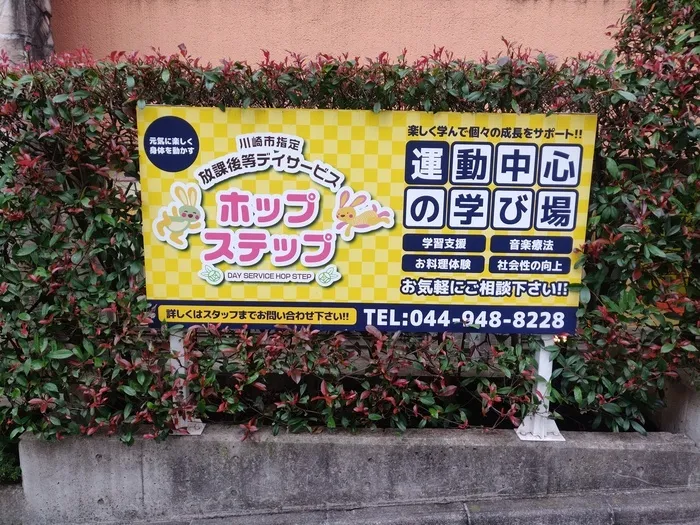 元気に楽しく
身体を動かす
川崎市指定
放課後等デイサービス
ホップ
ステップ
DAY SERVICE HOP STEP
楽しく学んで個々の成長をサポート!!
運動中心
の学び場
学習支援 音楽療法
お料理体験 社会性の向上
お気軽にご相談下さい!!
詳しくはスタッフまでお問い合わせ下さい!!
TEL:044-948-8228